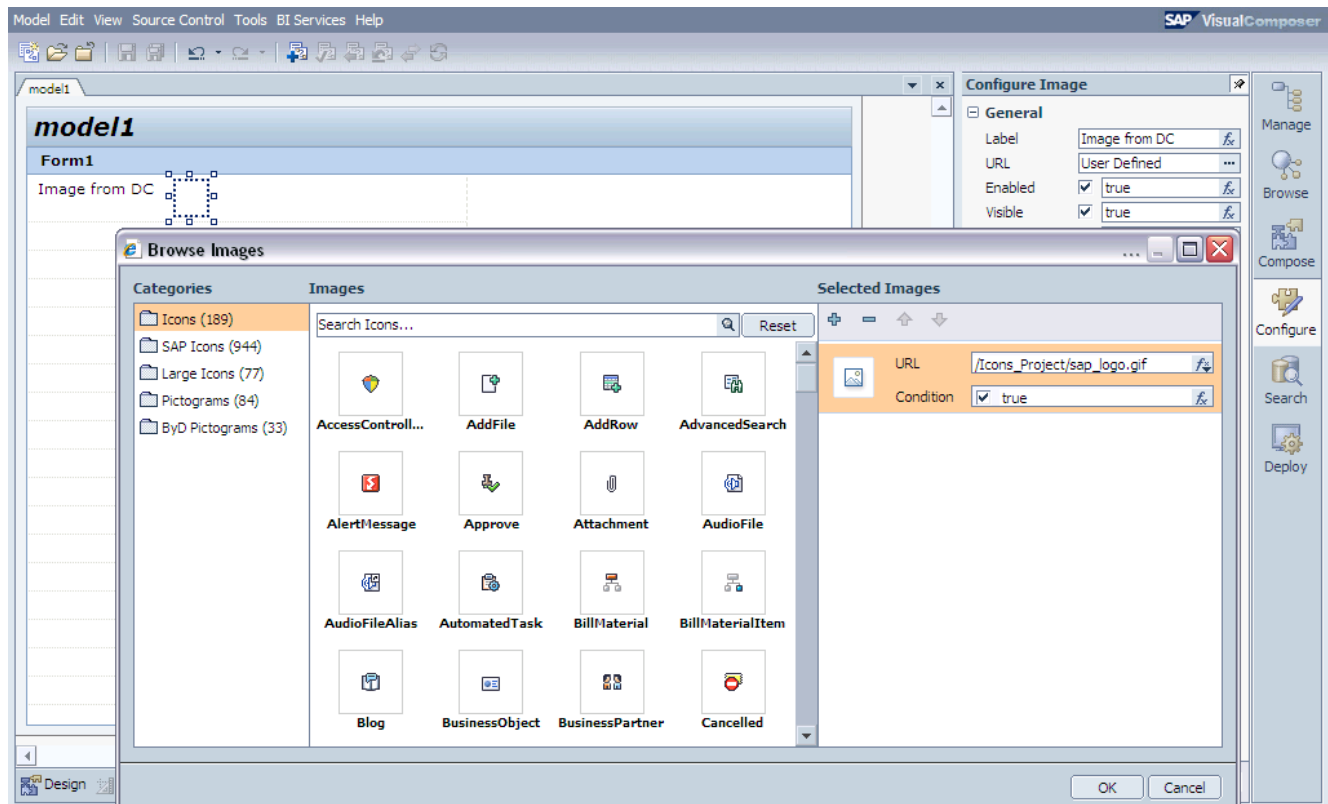 Model Edit View Source Control Tools BI Services Help
SAP VisualComposer
model1
Configure Image
model1
General
Form1
Label Image from DC
Image from DC
URL User Defined
Enabled true
Visible true
Manage
Browse
Compose
Configure
Search
Deploy
Browse Images
Categories
Images
Selected Images
Icons (189)
SAP Icons (944)
Large Icons (77)
Pictograms (84)
ByD Pictograms (33)
Search Icons...
Reset
AccessControll... AddFile AddRow AdvancedSearch
AlertMessage Approve Attachment AudioFile
AudioFileAlias AutomatedTask BillMaterial BillMaterialItem
Blog BusinessObject BusinessPartner Cancelled
URL /Icons_Project/sap_logo.gif
Condition true
Design
OK Cancel